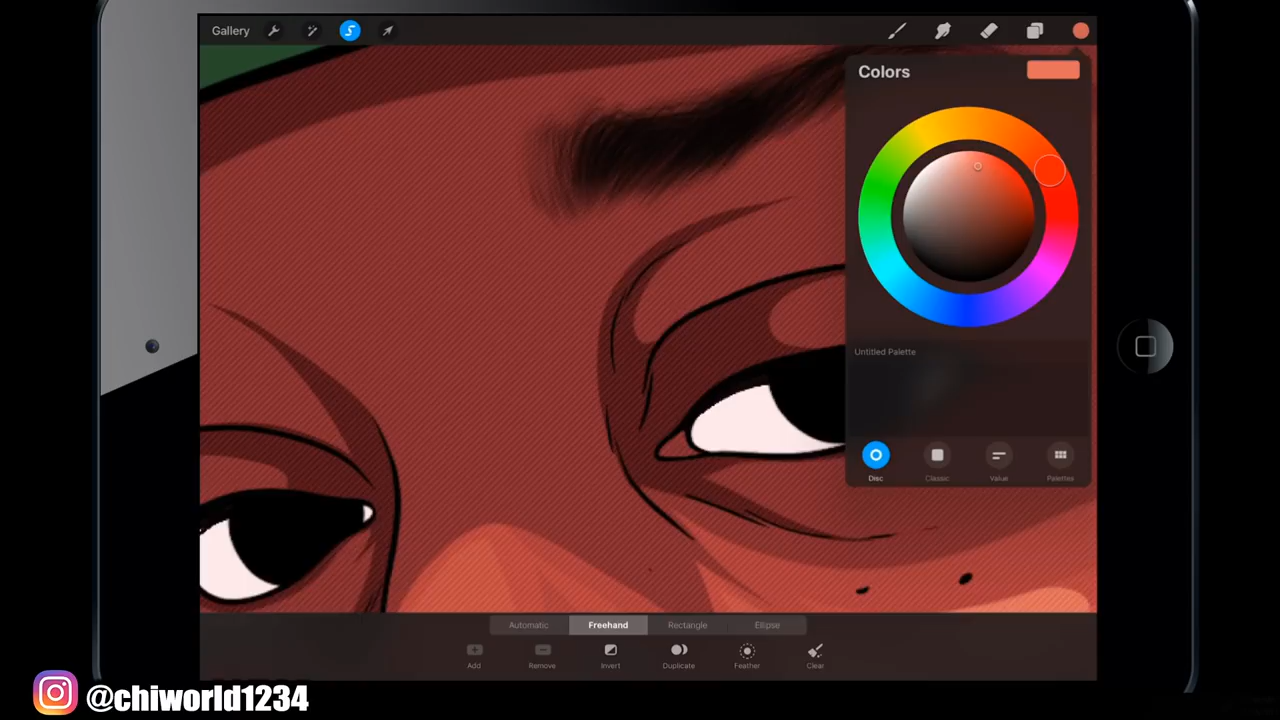 Gallery
Colors
Untitled Palette
Disc Classic Value Palettes
Automatic Freehand Rectangle Ellipse
Add Remove Invert Duplicate Feather Clear
@chiworld1234